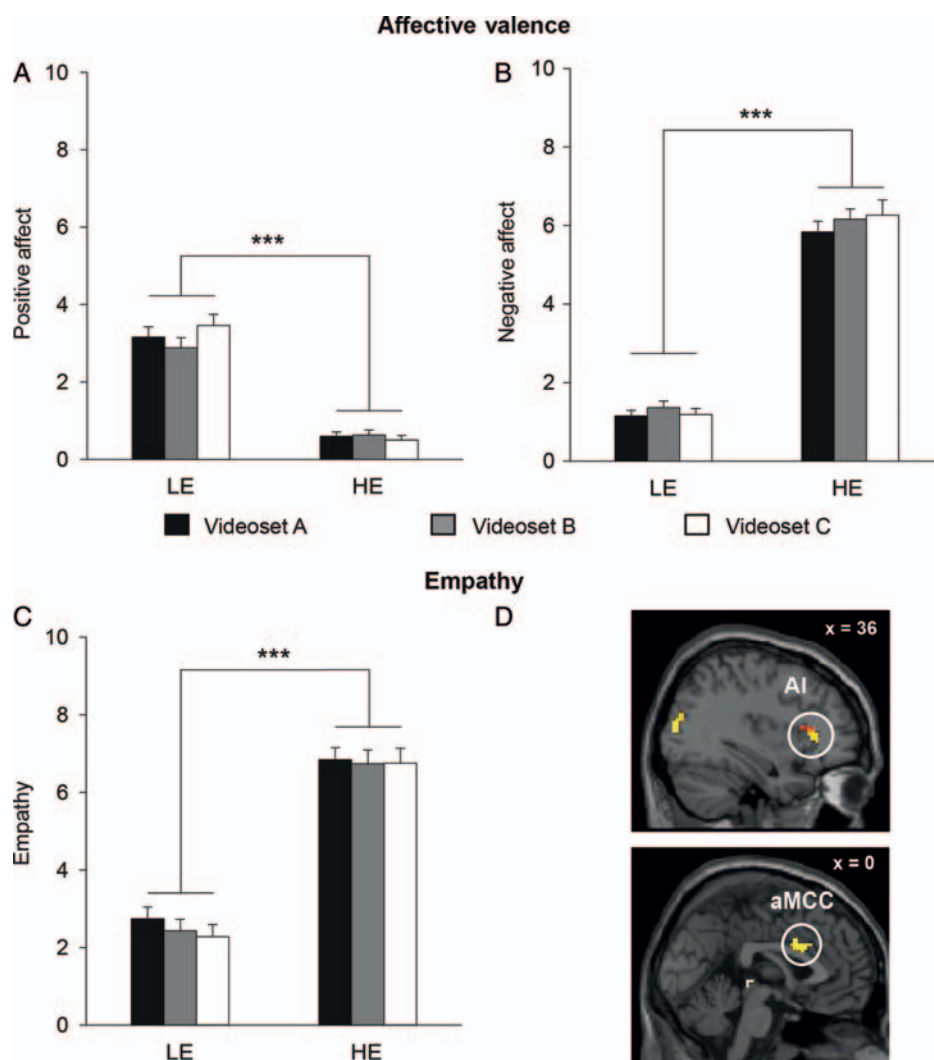 Affective valence
A
10
8
6
4
2
0
Positive affect
***
LE
HE
B
10
8
6
4
2
0
Negative affect
***
LE
HE
Videoset A
Videoset B
Videoset C
Empathy
C
10
8
6
4
2
0
Empathy
***
LE
HE
D
x = 36
AI
x = 0
aMCC